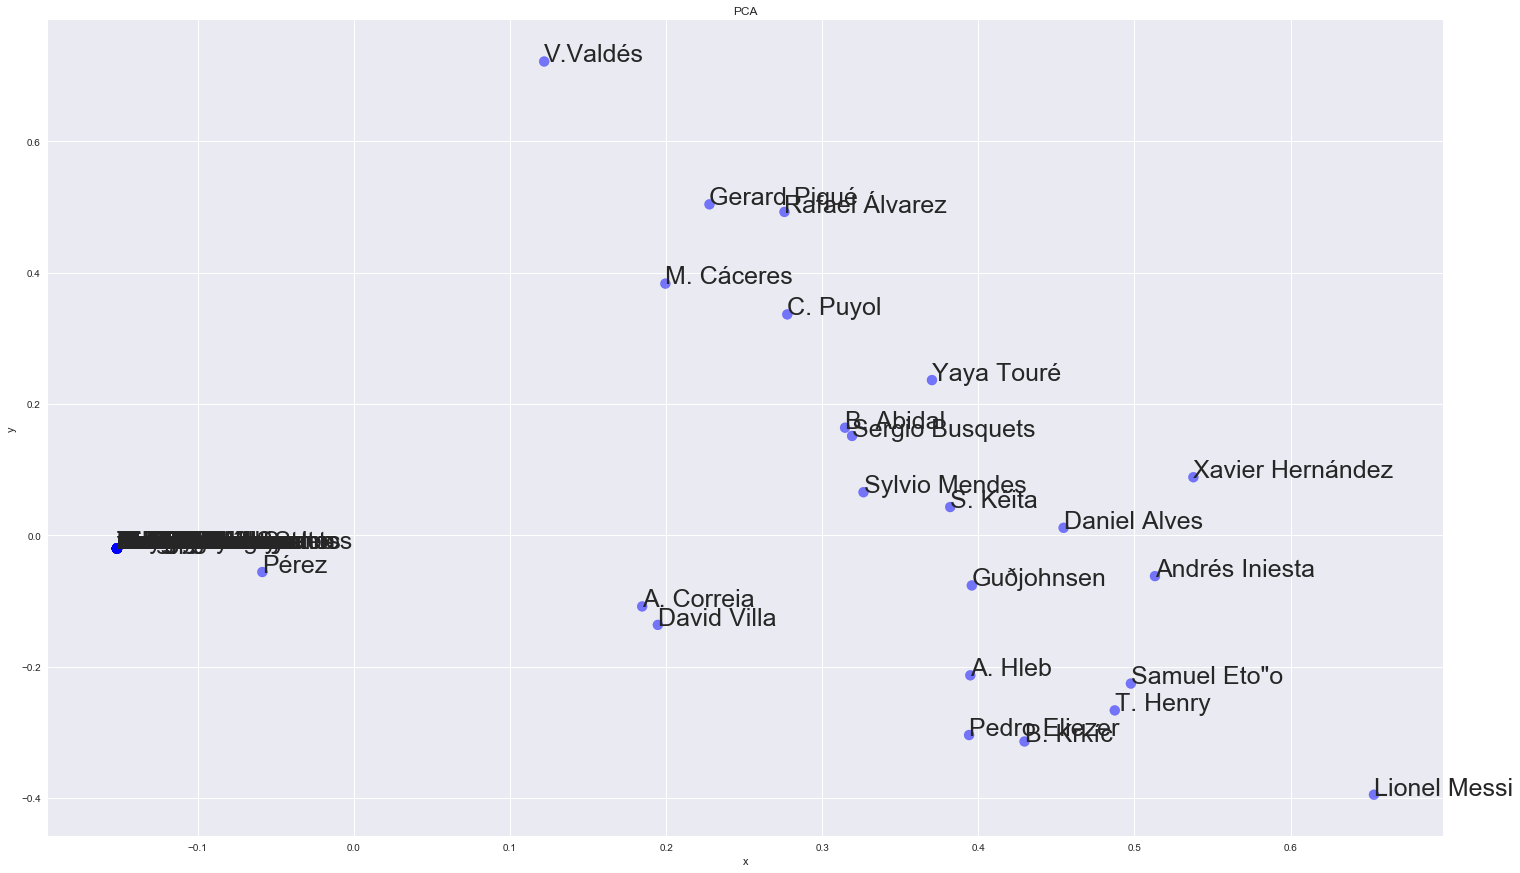 PCA
V.Valdés
0.6
Gerard Piqué
Rafael Álvarez
0.4
M. Cáceres
C. Puyol
Yaya Touré
0.2
Abidal
Sergio Busquets
Xavier Hernández
Sylvio Mendes
S. Keïta
Daniel Alves
0.0
Pérez
Andrés Iniesta
Guðjohnsen
A. Correia
David Villa
−0.2
A. Hleb
Samuel Eto"o
T. Henry
Pedro Eliezer
B. Krkíc
Lionel Messi
−0.4
y
−0.1
0.0
0.1
0.2
0.3
0.4
0.5
0.6
x